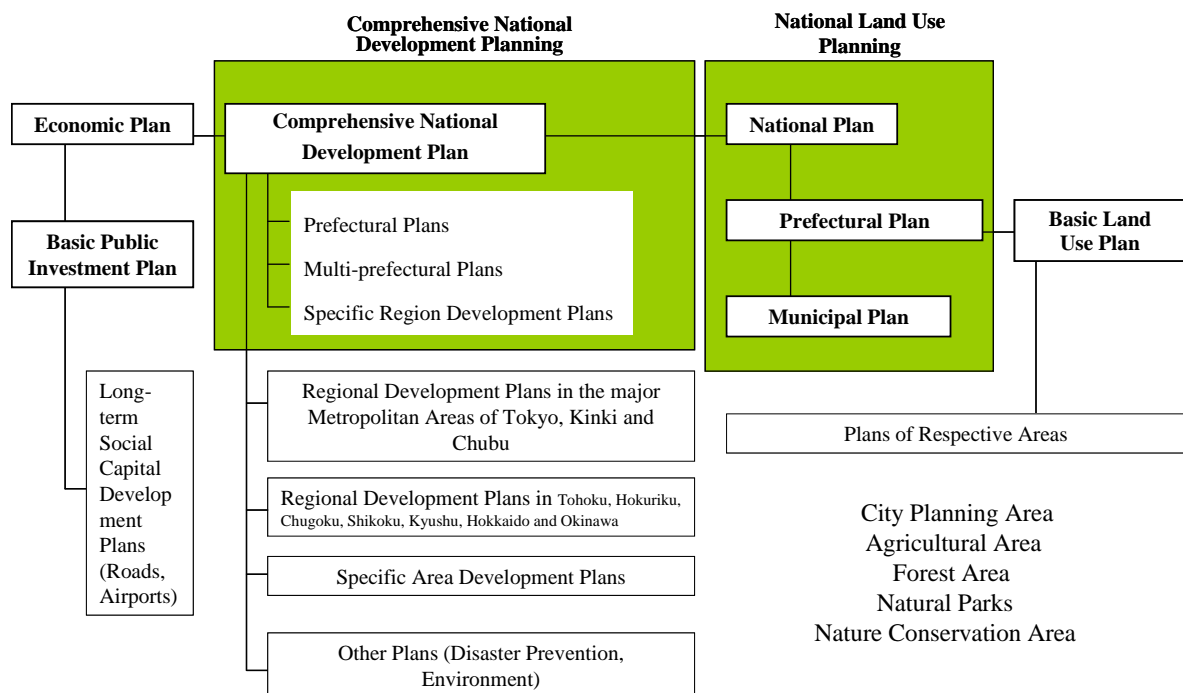 Comprehensive National
Development Planning
National Land Use
Planning
Economic Plan
Comprehensive National
Development Plan
National Plan
Prefectural Plans
Multi-prefectural Plans
Specific Region Development Plans
Prefectural Plan
Basic Land
Use Plan
Basic Public
Investment Plan
Municipal Plan
Long-
term
Social
Capital
Develop
ment
Plans
(Roads,
Airports)
Regional Development Plans in the major
Metropolitan Areas of Tokyo, Kinki and
Chubu
Plans of Respective Areas
Regional Development Plans in Tohoku, Hokuriku,
Chugoku, Shikoku, Kyushu, Hokkaido and Okinawa
Specific Area Development Plans
Other Plans (Disaster Prevention,
Environment)
City Planning Area
Agricultural Area
Forest Area
Natural Parks
Nature Conservation Area